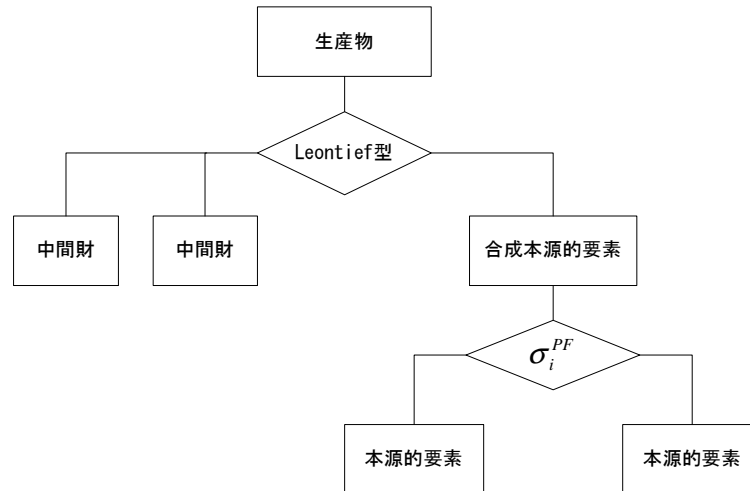 生産物
Leontief型
中間財
中間財
合成本源的要素
σ_i^{PF}
本源的要素
本源的要素